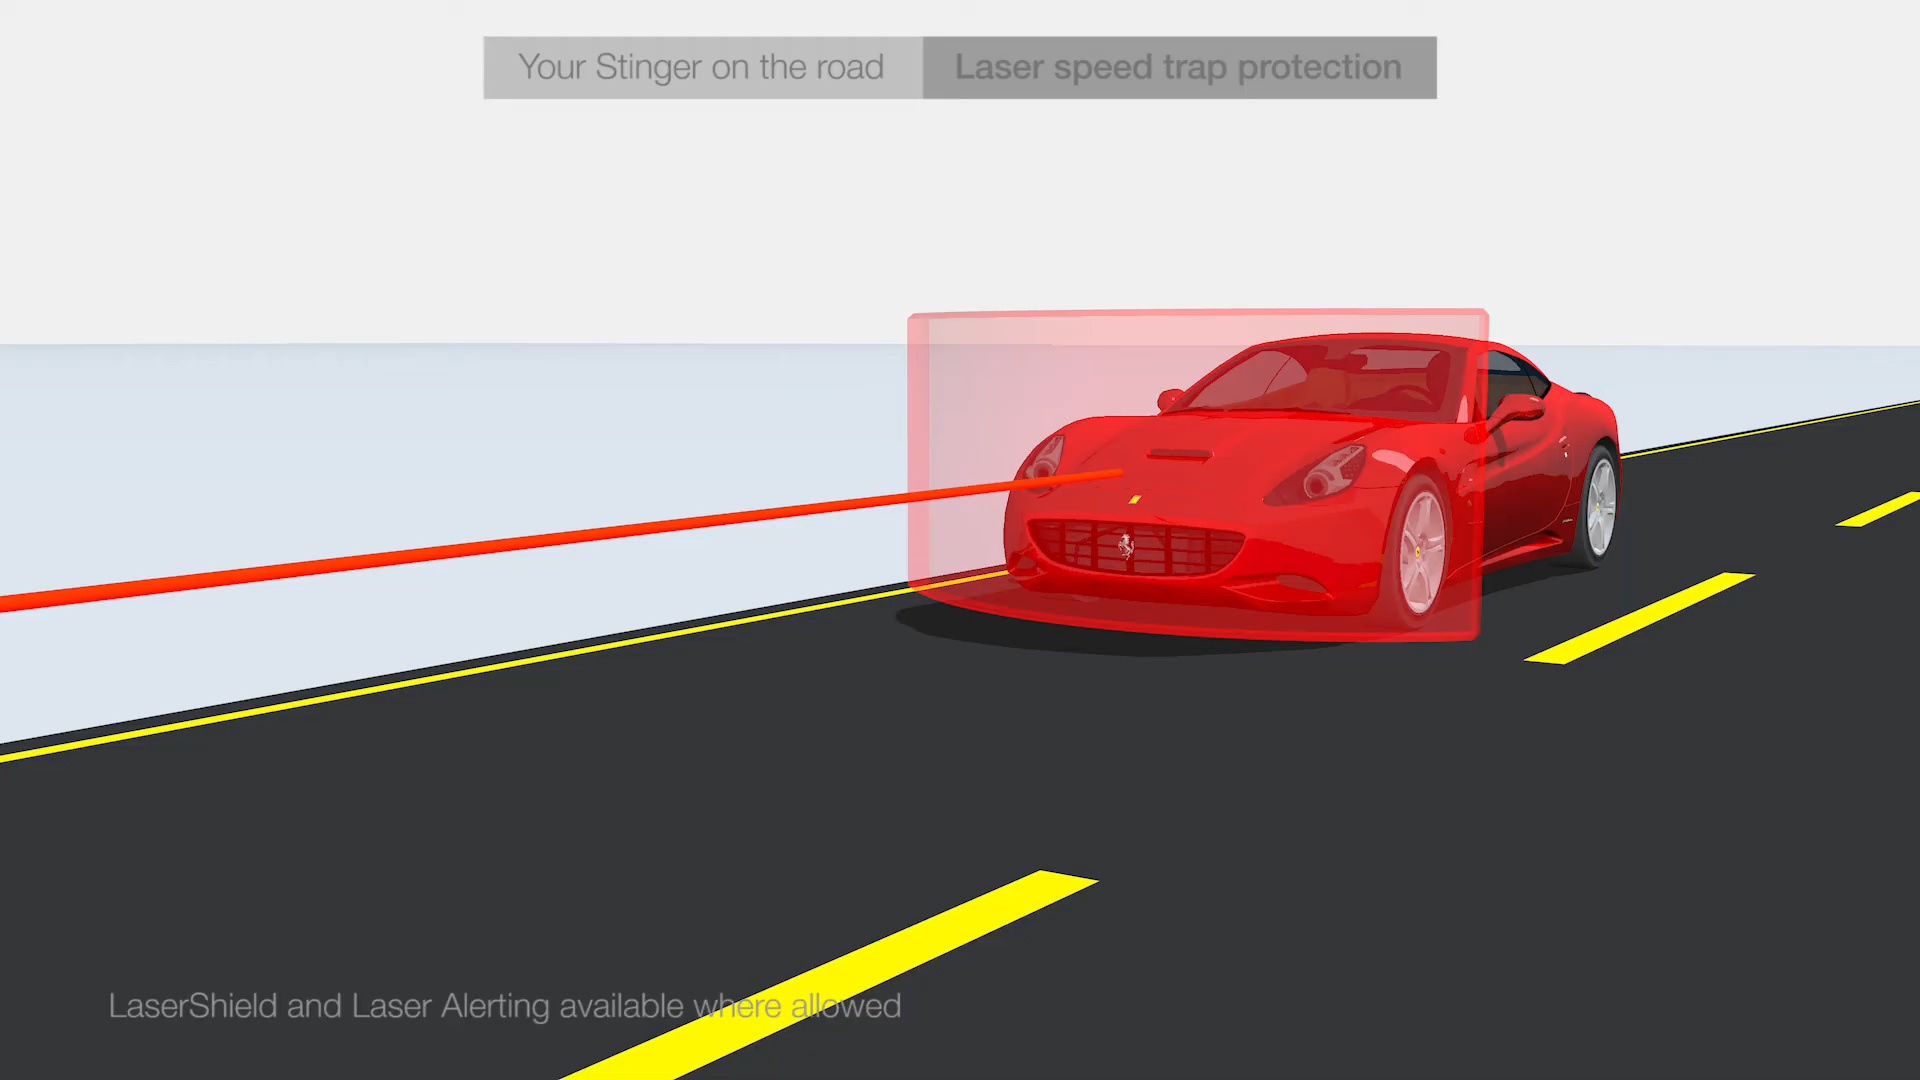 Your Stinger on the road
Laser speed trap protection
LaserShield and Laser Alerting available where allowed